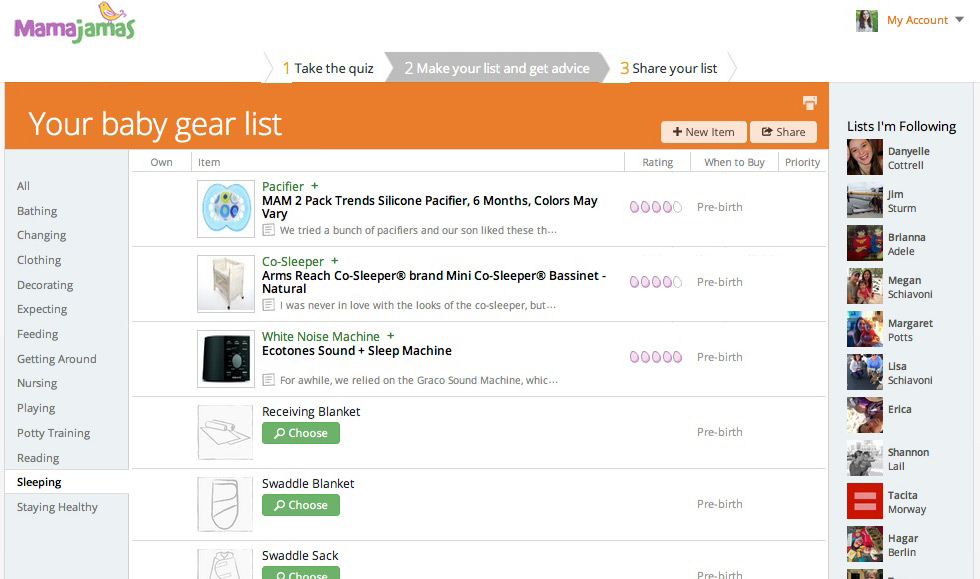 Mamajamas
My Account
1 Take the quiz
2 Make your list and get advice
3 Share your list
Your baby gear list
+ New Item
Share
Own
Item
Rating
When to Buy
Priority
All
Bathing
Changing
Clothing
Decorating
Expecting
Feeding
Getting Around
Nursing
Playing
Potty Training
Reading
Sleeping
Staying Healthy
Pacifier +
MAM 2 Pack Trends Silicone Pacifier, 6 Months, Colors May
Vary
We tried a bunch of pacifiers and our son liked these th...
Pre-birth
Co-Sleeper +
Arms Reach Co-Sleeper® brand Mini Co-Sleeper® Bassinet -
Natural
I was never in love with the looks of the co-sleeper, but...
Pre-birth
White Noise Machine +
Ecotones Sound + Sleep Machine
For awhile, we relied on the Graco Sound Machine, whic...
Pre-birth
Receiving Blanket
Choose
Pre-birth
Swaddle Blanket
Choose
Pre-birth
Swaddle Sack
Choose
Pre-birth
Lists I'm Following
Danyelle
Cottrell
Jim
Sturm
Brianna
Adele
Megan
Schiavoni
Margaret
Potts
Lisa
Schiavoni
Erica
Shannon
Lail
Tacita
Morway
Hagar
Berlin